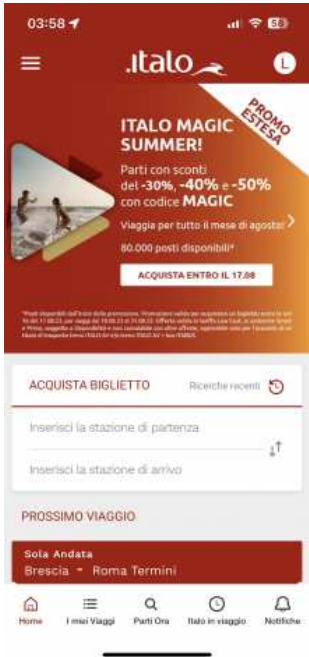 03:58
58
.italo
L
PROMO
ESTESA
ITALO MAGIC
SUMMER!
Parti con sconti
del -30%, -40% e -50%
con codice MAGIC
Viaggia per tutto il mese di agosto!
80.000 posti disponibili*
ACQUISTA ENTRO IL 17.08
ACQUISTA BIGLIETTO
Ricerche recenti
Inserisci la stazione di partenza
Inserisci la stazione di arrivo
PROSSIMO VIAGGIO
Sola Andata
Brescia - Roma Termini
Home
I miei Viaggi
Parti Ora
Italo in viaggio
Notifiche